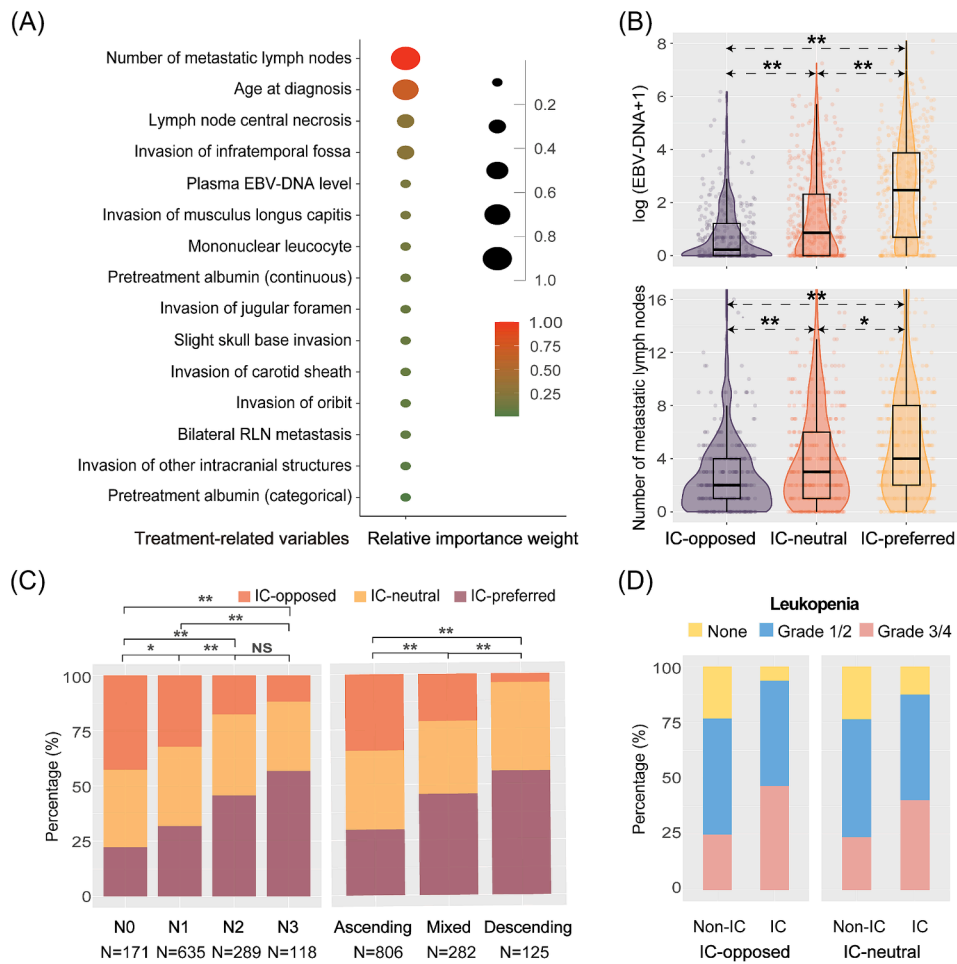 (A)
Number of metastatic lymph nodes
Age at diagnosis
Lymph node central necrosis
Invasion of infratemporal fossa
Plasma EBV-DNA level
Invasion of musculus longus capitis
Mononuclear leucocyte
Pretreatment albumin (continuous)
Invasion of jugular foramen
Slight skull base invasion
Invasion of carotid sheath
Invasion of oribit
Bilateral RLN metastasis
Invasion of other intracranial structures
Pretreatment albumin (categorical)
Treatment-related variables
Relative importance weight
0.2
0.4
0.6
0.8
1.0
1.00
0.75
0.50
0.25
(B)
log (EBV-DNA+1)
8
6
4
2
0
**
** **
Number of metastatic lymph nodes
16
12
8
4
0
**
** *
IC-opposed IC-neutral IC-preferred
(C)
IC-opposed IC-neutral IC-preferred
**
**
**
* ** NS
**
** **
Percentage (%)
100
75
50
25
0
N0 N1 N2 N3
N=171 N=635 N=289 N=118
Ascending Mixed Descending
N=806 N=282 N=125
(D)
Leukopenia
None Grade 1/2 Grade 3/4
Percentage (%)
100
75
50
25
0
Non-IC IC Non-IC IC
IC-opposed IC-neutral